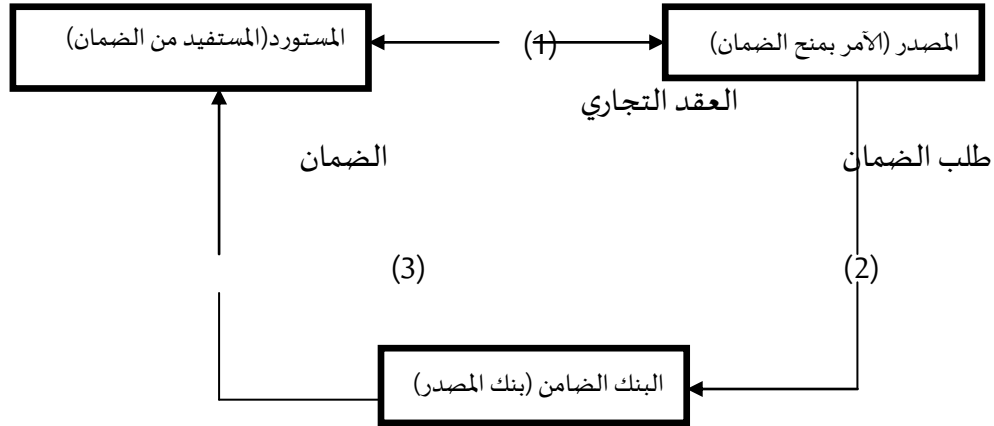 المصدر (الآمر بمنح الضمان)
(1)
المستورد(المستفيد من الضمان)
العقد التجاري
طلب الضمان
الضمان
(2)
(3)
البنك الضامن (بنك المصدر)